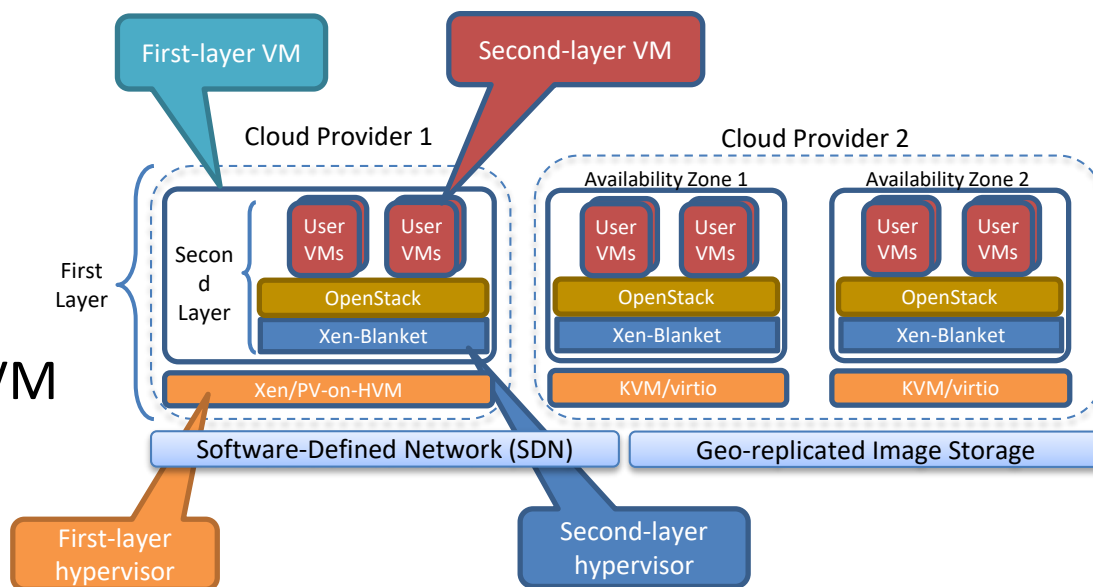 First-layer VM
Second-layer VM
Cloud Provider 1
Cloud Provider 2
Availability Zone 1
Availability Zone 2
First
Layer
Secon
d
Layer
User
VMs
User
VMs
User
VMs
User
VMs
User
VMs
User
VMs
OpenStack
OpenStack
OpenStack
Xen-Blanket
Xen-Blanket
Xen-Blanket
VM
Xen/PV-on-HVM
KVM/virtio
KVM/virtio
Software-Defined Network (SDN)
Geo-replicated Image Storage
First-layer
hypervisor
Second-layer
hypervisor